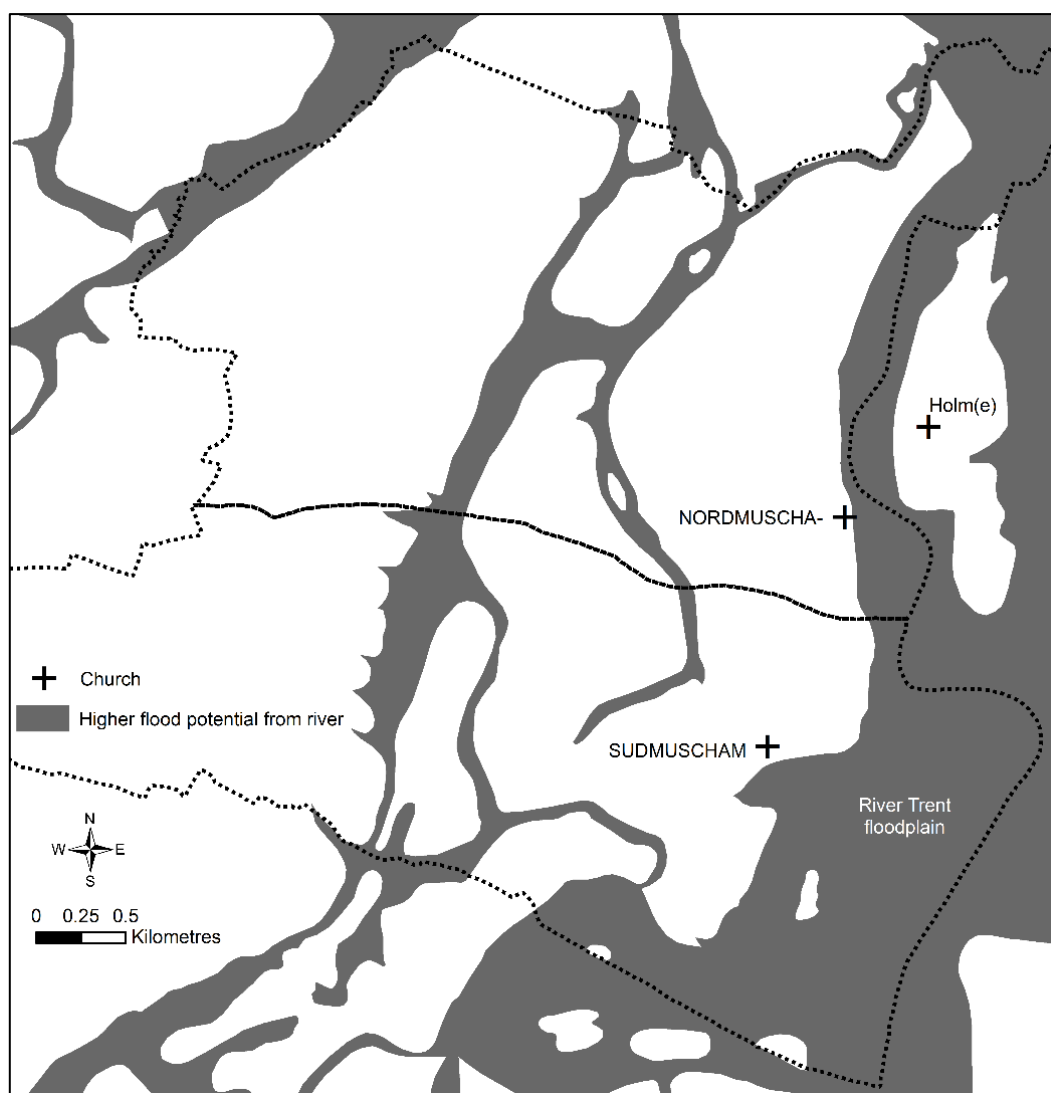 Holm(e)
NORDMUSCHA-
Church
Higher flood potential from river
SUDMUSCHAM
River Trent
floodplain
N
W E
S
0 0.25 0.5
Kilometres